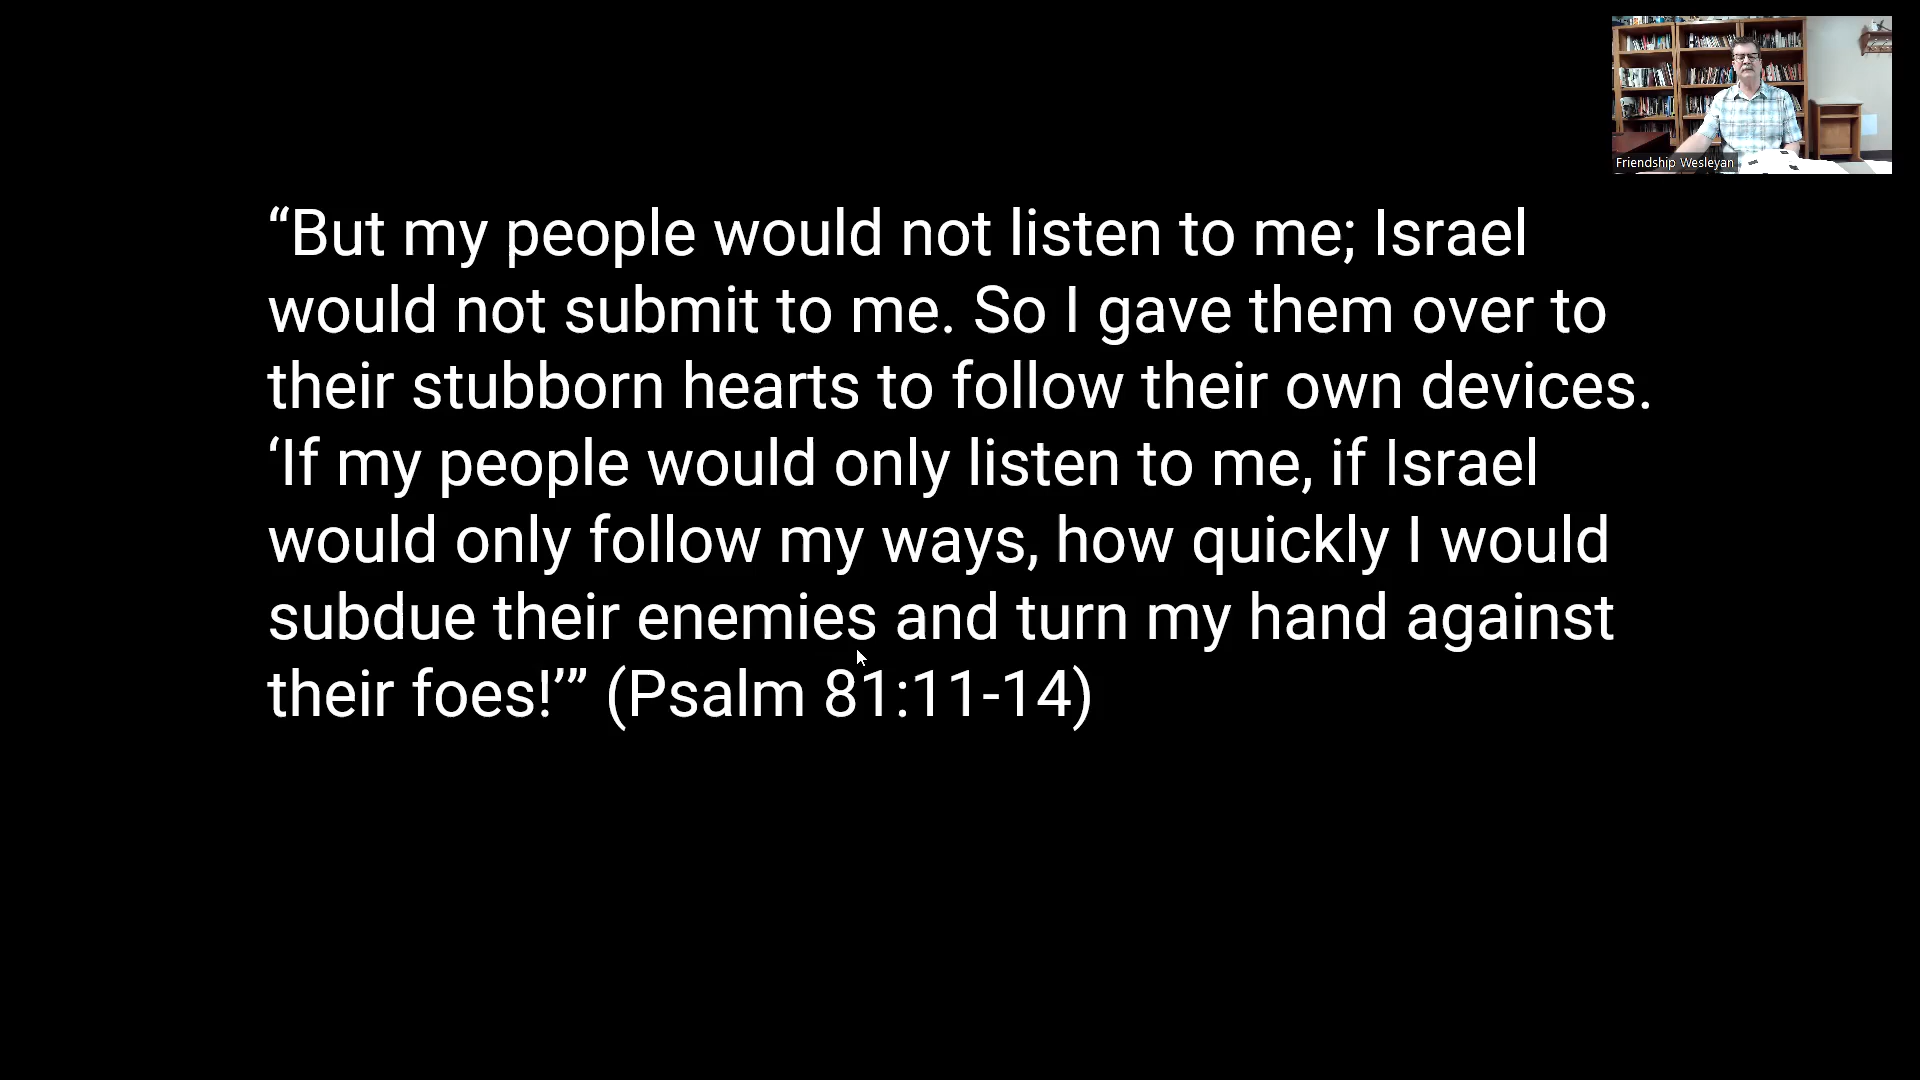 Friendship Wesleyan
“But my people would not listen to me; Israel
would not submit to me. So I gave them over to
their stubborn hearts to follow their own devices.
‘If my people would only listen to me, if Israel
would only follow my ways, how quickly I would
subdue their enemies and turn my hand against
their foes!’” (Psalm 81:11-14)